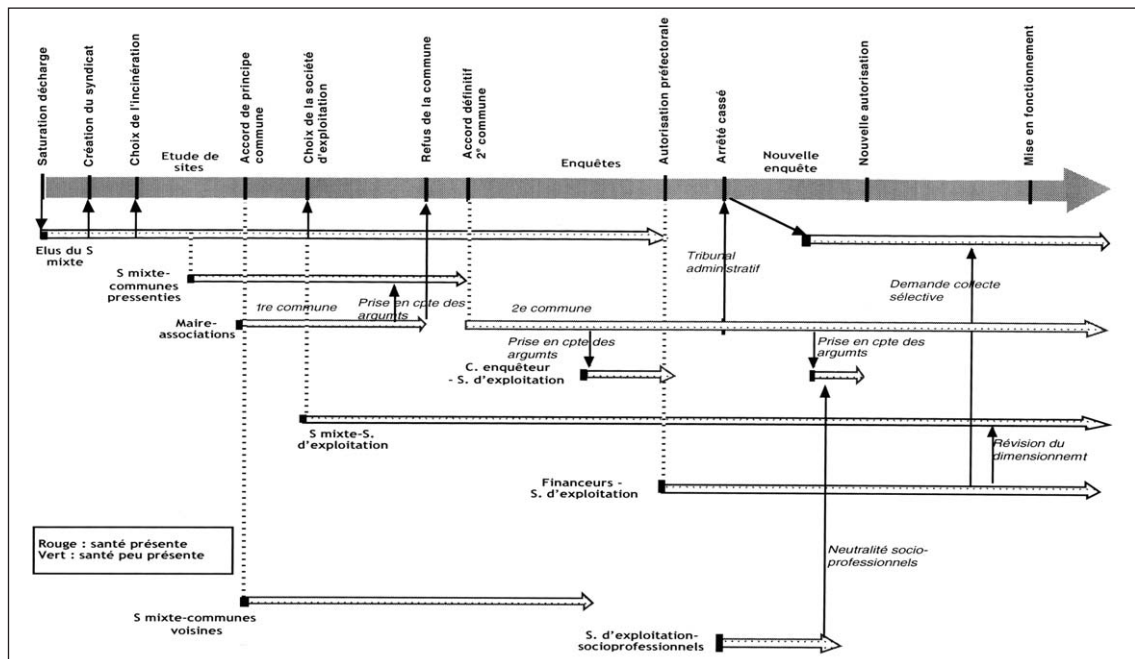 Saturation décharge
Création du syndicat
Choix de l'incinération
Etude de
sites
Accord de principe
commune
Choix de la société
d'exploitation
Refus de la commune
Accord définitif
2e commune
Enquêtes
Autorisation préfectorale
Arrêté cassé
Nouvelle
enquête
Nouvelle autorisation
Mise en fonctionnement
Elus du S
mixte
Tribunal
administratif
S mixte-
communes
pressenties
Demande collecte
sélective
1re commune
Prise en cpte des
argumts
2e commune
Maire-
associations
Prise en cpte des
argumts
Prise en cpte des
argumts
C. enquêteur
- S. d'exploitation
S mixte-S.
d'exploitation
Révision du
dimensionnemt
Financeurs -
S. d'exploitation
Rouge : santé présente
Vert : santé peu présente
Neutralité socio-
professionnels
S mixte-communes
voisines
S. d'exploitation-
socioprofessionnels